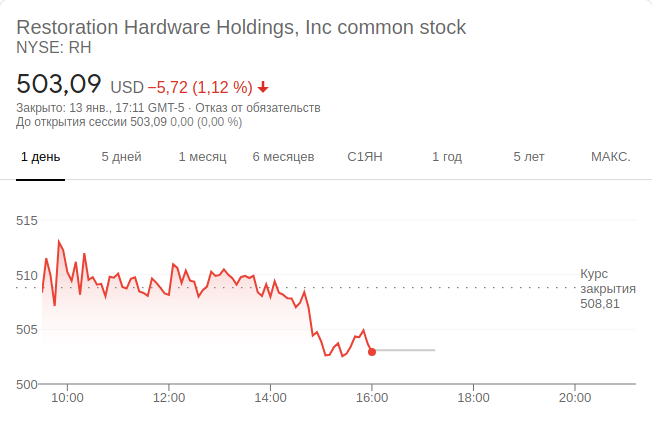 Restoration Hardware Holdings, Inc common stock
NYSE: RH
503,09 USD −5,72 (1,12 %)
Закрыто: 13 янв., 17:11 GMT-5 · Отказ от обязательств
До открытия сессии 503,09 0,00 (0,00 %)
1 день 5 дней 1 месяц 6 месяцев С1ЯН 1 год 5 лет МАКС.
515
510
505
500
Курс
закрытия
508,81
10:00 12:00 14:00 16:00 18:00 20:00